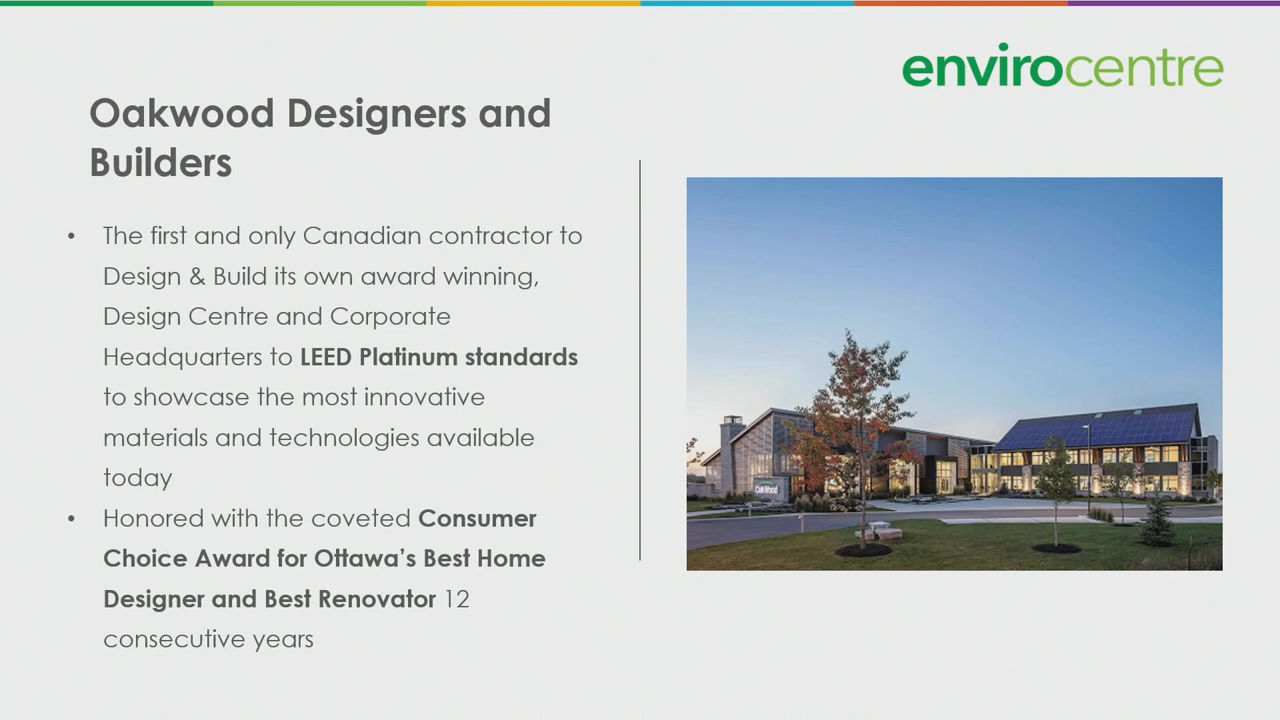 envirocentre
Oakwood Designers and
Builders
• The first and only Canadian contractor to
Design & Build its own award winning,
Design Centre and Corporate
Headquarters to LEED Platinum standards
to showcase the most innovative
materials and technologies available
today
• Honored with the coveted Consumer
Choice Award for Ottawa’s Best Home
Designer and Best Renovator 12
consecutive years
OakWood